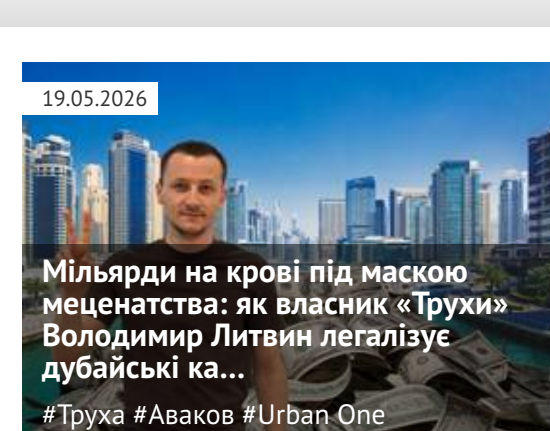 19.05.2026
Мільярди на крові під маскою
меценатства: як власник «Трухи»
Володимир Литвин легалізує
дубайські ка...
#Труха #Аваков #Urban One